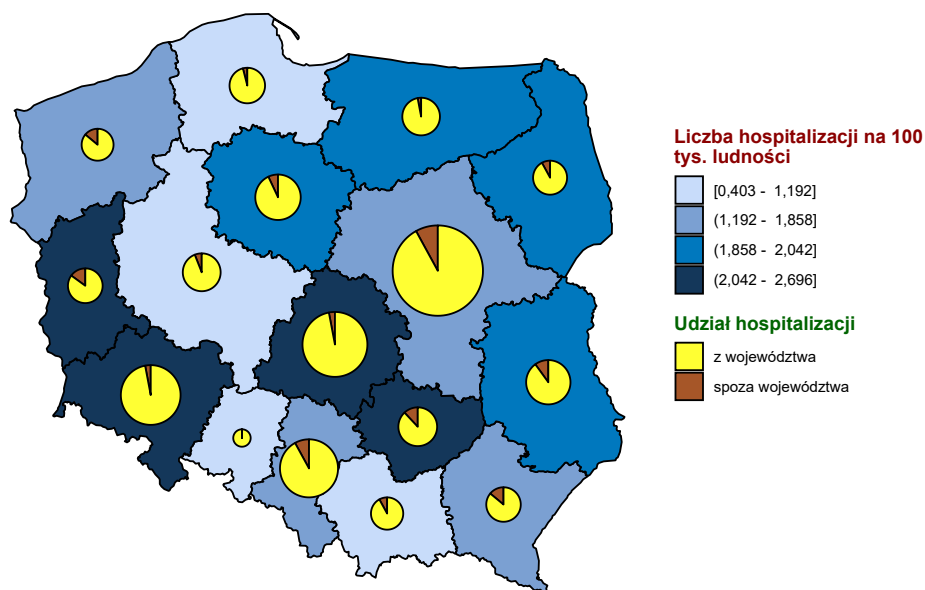 Liczba hospitalizacji na 100
tys. ludności
[0,403 - 1,192]
(1,192 - 1,858]
(1,858 - 2,042]
(2,042 - 2,696]
Udział hospitalizacji
z województwa
spoza województwa